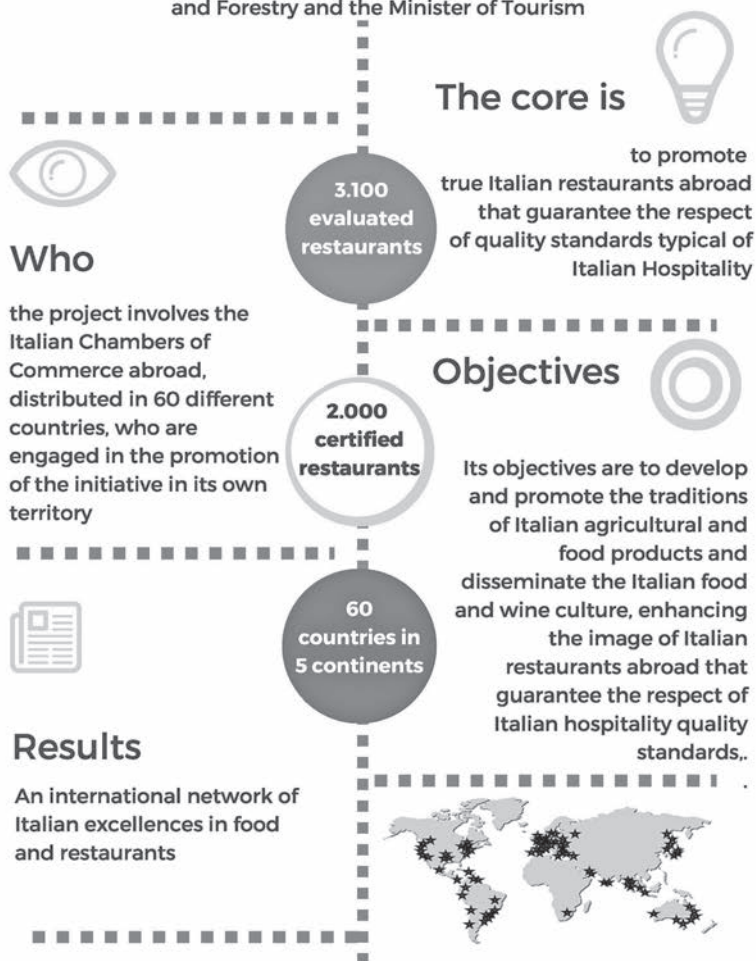 and Forestry and the Minister of Tourism
The core is
to promote
true Italian restaurants abroad
that guarantee the respect
of quality standards typical of
Italian Hospitality
3.100
evaluated
restaurants
Who
the project involves the
Italian Chambers of
Commerce abroad,
distributed in 60 different
countries, who are
engaged in the promotion
of the initiative in its own
territory
2.000
certified
restaurants
Objectives
Its objectives are to develop
and promote the traditions
of Italian agricultural and
food products and
disseminate the Italian food
and wine culture, enhancing
the image of Italian
restaurants abroad that
guarantee the respect of
Italian hospitality quality
standards,.
.
60
countries in
5 continents
Results
An international network of
Italian excellences in food
and restaurants